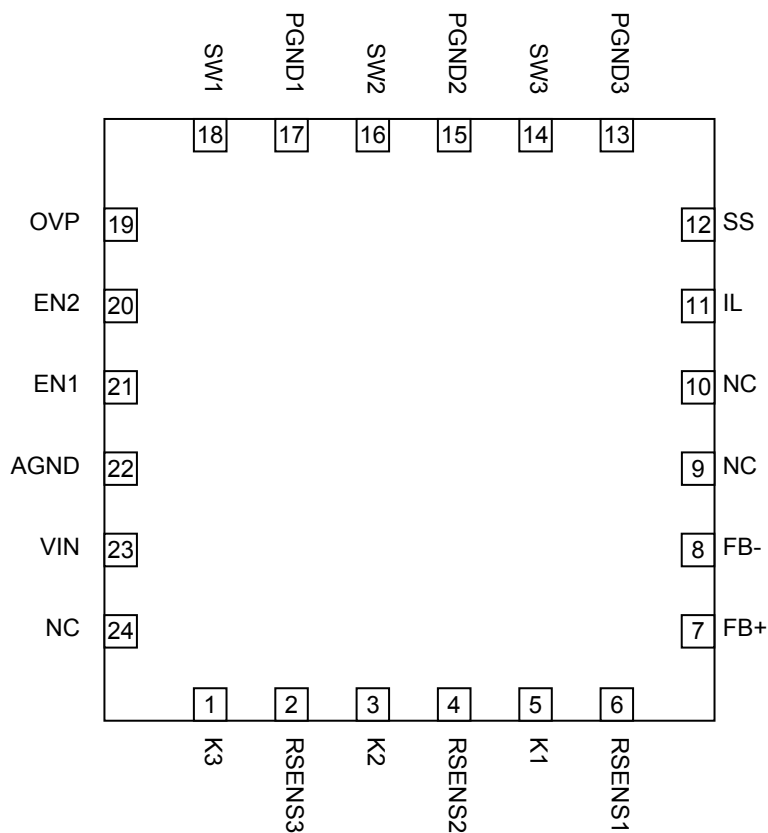 SW1
PGND1
SW2
PGND2
SW3
PGND3
18
17
16
15
14
13
OVP 19
12 SS
EN2 20
11 IL
EN1 21
10 NC
AGND 22
9 NC
VIN 23
8 FB-
NC 24
7 FB+
1
2
3
4
5
6
K3
RSENS3
K2
RSENS2
K1
RSENS1